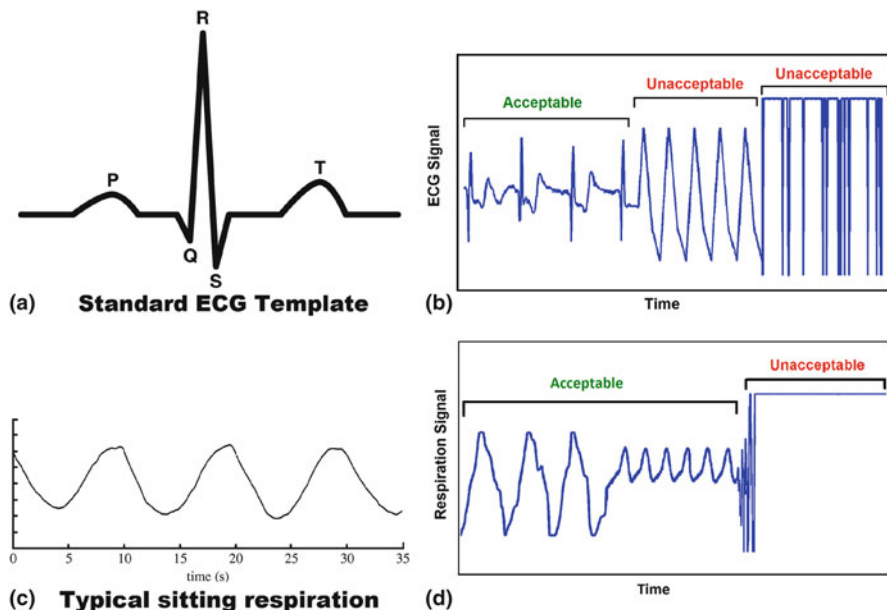 R
P
T
Q
S
(a) Standard ECG Template
ECG Signal
Acceptable
Unacceptable
Unacceptable
(b) Time
0 5 10 15 20 25 30 35
time (s)
(c) Typical sitting respiration
Respiration Signal
Acceptable
Unacceptable
(d) Time